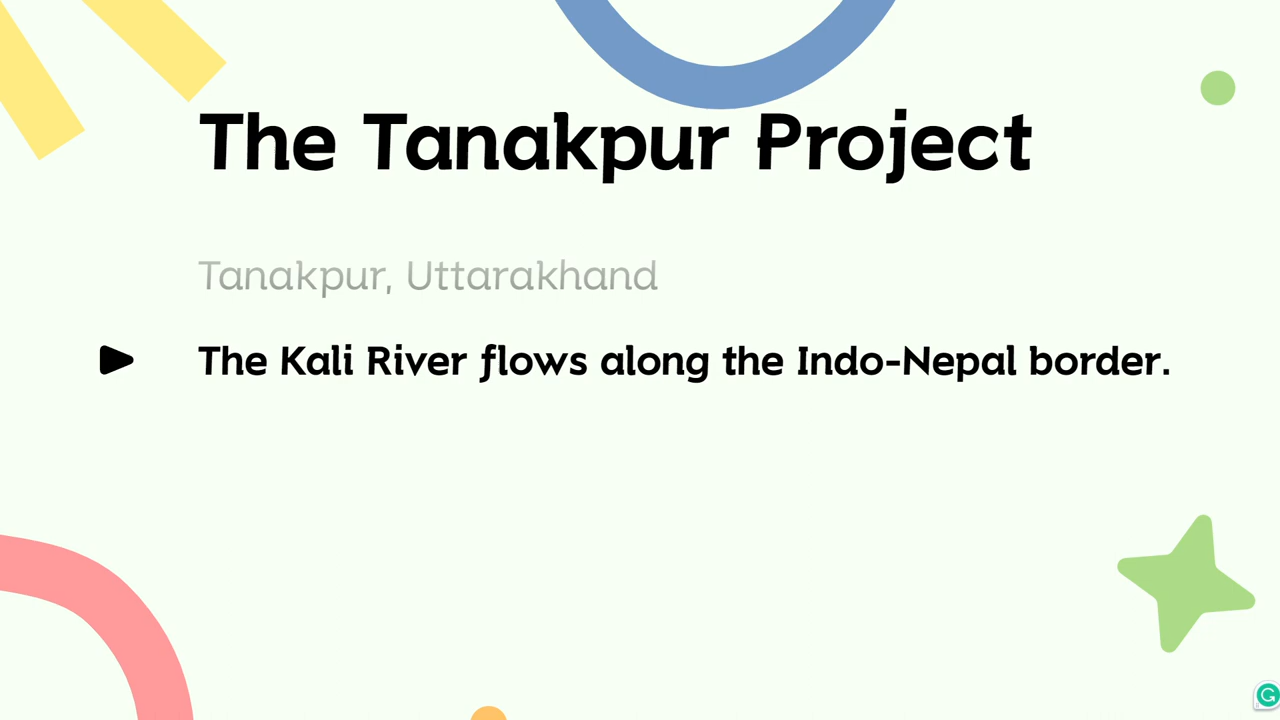 The Tanakpur Project
Tanakpur, Uttarakhand
The Kali River flows along the Indo-Nepal border.